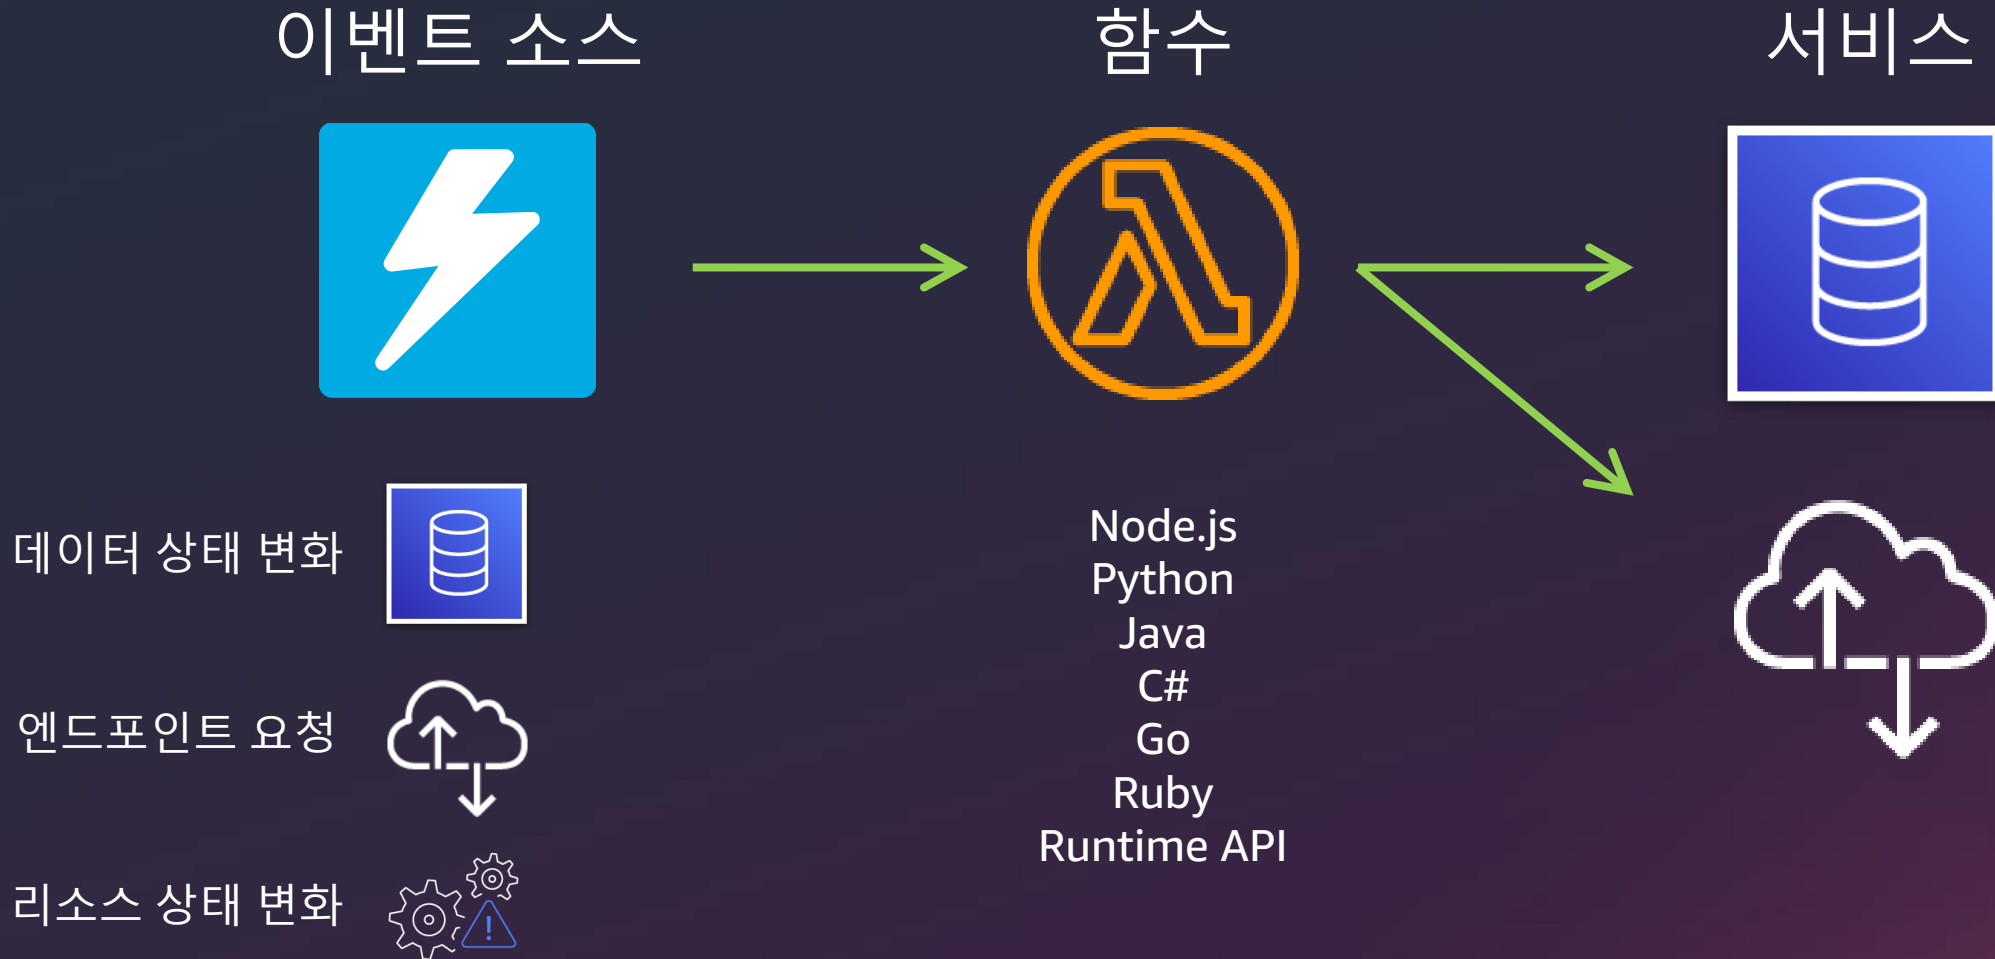 이벤트 소스
함수
서비스
데이터 상태 변화
엔드포인트 요청
리소스 상태 변화
Node.js
Python
Java
C#
Go
Ruby
Runtime API